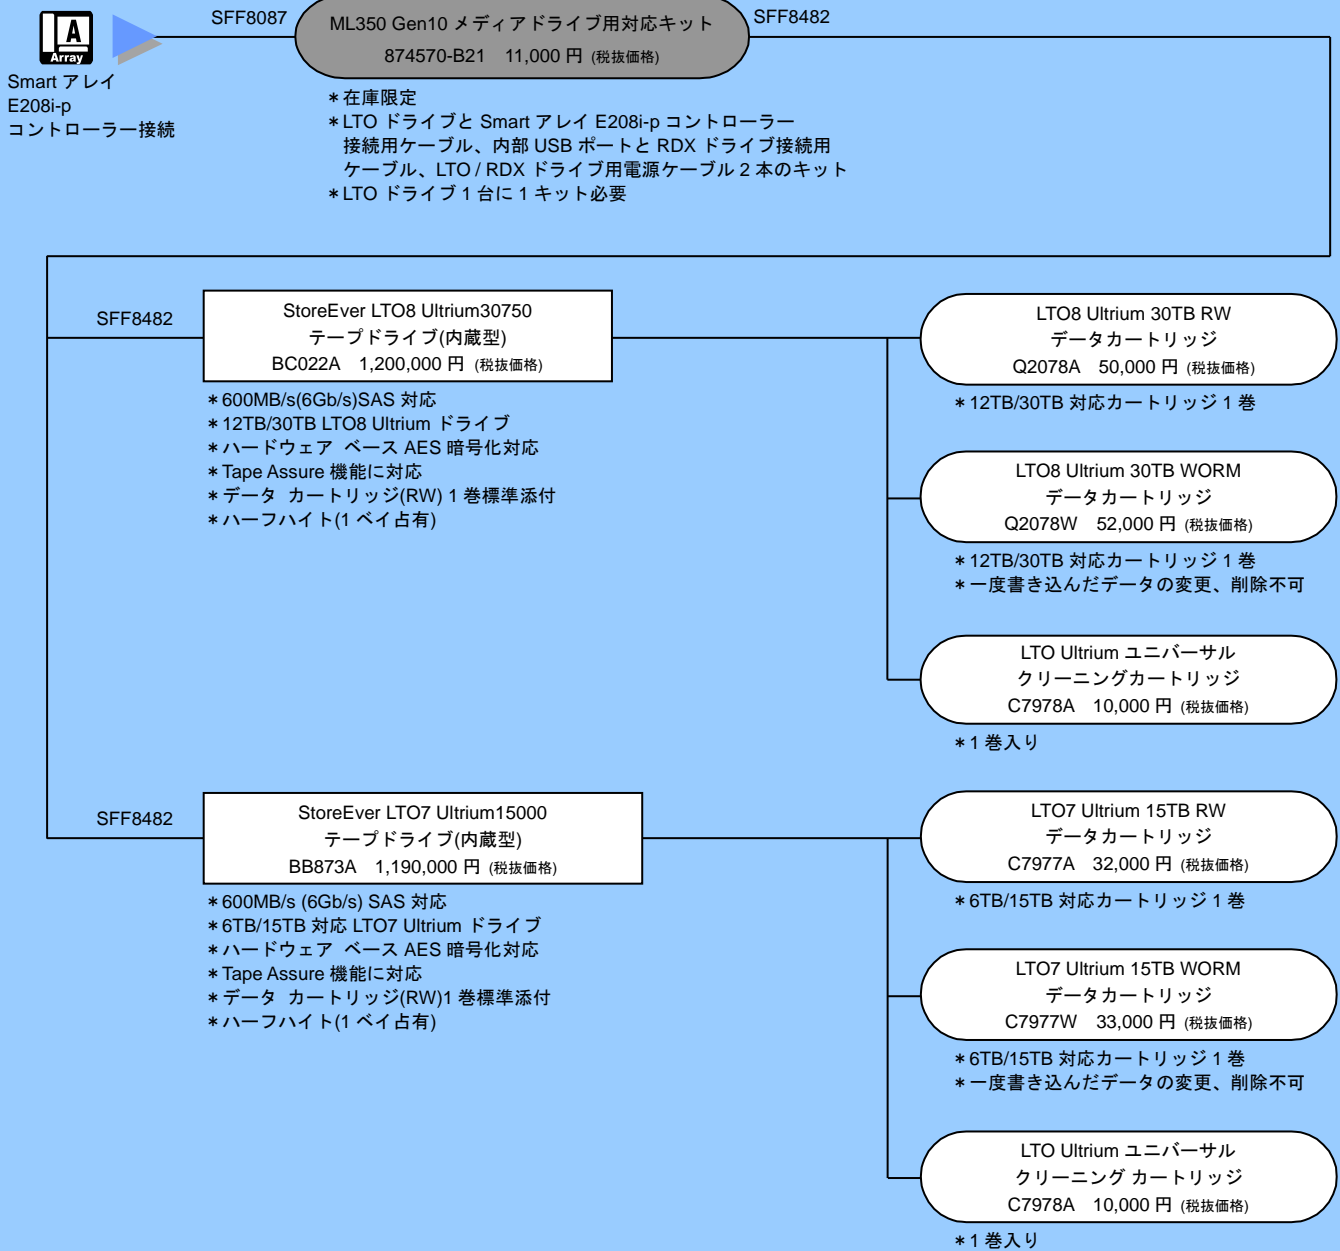 A
Array
Smart アレイ
E208i-p
コントローラー接続
SFF8087
ML350 Gen10 メディアドライブ用対応キット
874570-B21 11,000 円 (税抜価格)
SFF8482
*在庫限定
*LTO ドライブと Smart アレイ E208i-p コントローラー
接続用ケーブル、内部 USB ポートと RDX ドライブ接続用
ケーブル、LTO / RDX ドライブ用電源ケーブル 2 本のキット
*LTO ドライブ 1 台に 1 キット必要
SFF8482
StoreEver LTO8 Ultrium30750
テープドライブ(内蔵型)
BC022A 1,200,000 円 (税抜価格)
*600MB/s(6Gb/s)SAS 対応
*12TB/30TB LTO8 Ultrium ドライブ
*ハードウェア ベース AES 暗号化対応
*Tape Assure 機能に対応
*データ カートリッジ(RW) 1 巻標準添付
*ハーフハイト(1 ベイ占有)
LTO8 Ultrium 30TB RW
データカートリッジ
Q2078A 50,000 円 (税抜価格)
*12TB/30TB 対応カートリッジ 1 巻
LTO8 Ultrium 30TB WORM
データカートリッジ
Q2078W 52,000 円 (税抜価格)
*12TB/30TB 対応カートリッジ 1 巻
*一度書き込んだデータの変更、削除不可
LTO Ultrium ユニバーサル
クリーニングカートリッジ
C7978A 10,000 円 (税抜価格)
*1 巻入り
SFF8482
StoreEver LTO7 Ultrium15000
テープドライブ(内蔵型)
BB873A 1,190,000 円 (税抜価格)
*600MB/s (6Gb/s) SAS 対応
*6TB/15TB 対応 LTO7 Ultrium ドライブ
*ハードウェア ベース AES 暗号化対応
*Tape Assure 機能に対応
*データ カートリッジ(RW)1 巻標準添付
*ハーフハイト(1 ベイ占有)
LTO7 Ultrium 15TB RW
データカートリッジ
C7977A 32,000 円 (税抜価格)
*6TB/15TB 対応カートリッジ 1 巻
LTO7 Ultrium 15TB WORM
データカートリッジ
C7977W 33,000 円 (税抜価格)
*6TB/15TB 対応カートリッジ 1 巻
*一度書き込んだデータの変更、削除不可
LTO Ultrium ユニバーサル
クリーニング カートリッジ
C7978A 10,000 円 (税抜価格)
*1 巻入り